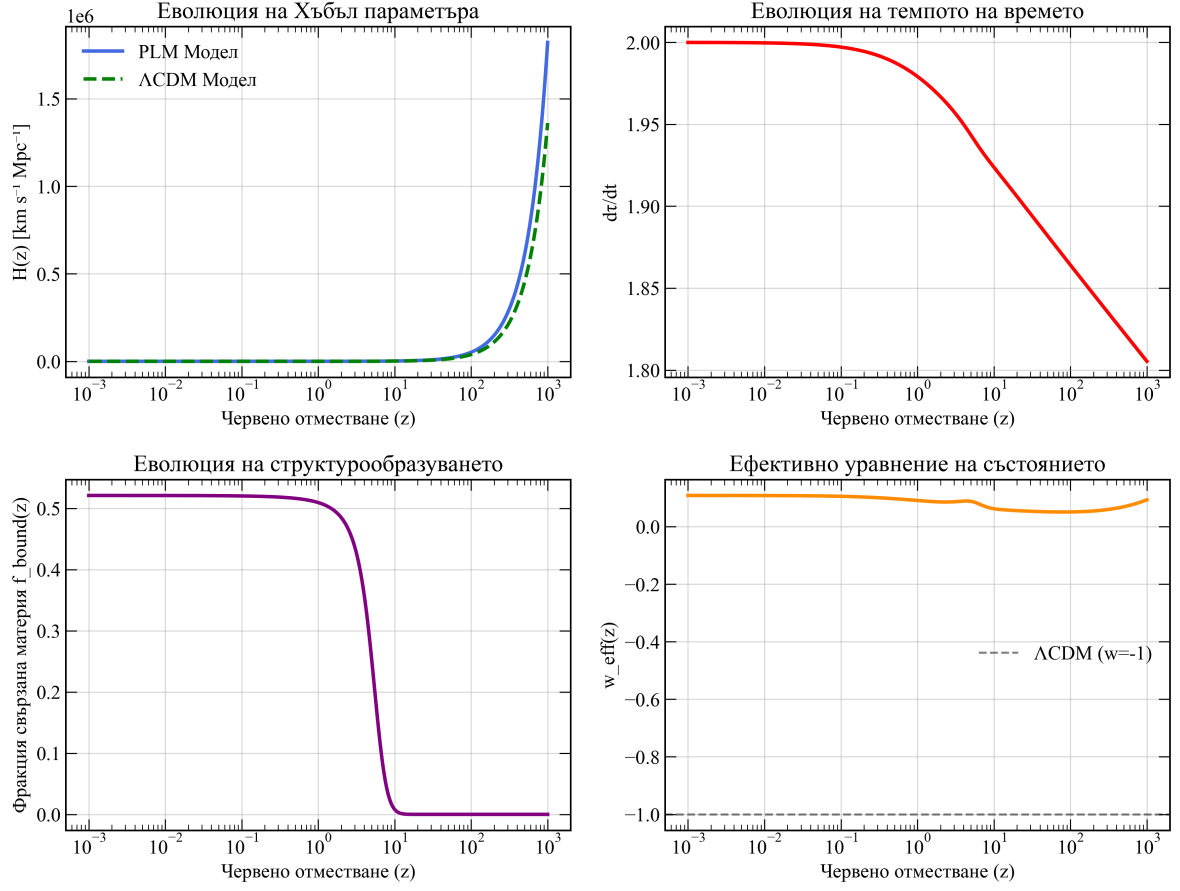 Еволюция на Хъбъл параметъра
1e6
PLM Модел
ΛCDM Модел
H(z) [km s⁻¹ Mpc⁻¹]
1.5
1.0
0.5
0.0
10⁻³ 10⁻² 10⁻¹ 10⁰ 10¹ 10² 10³
Червено отместване (z)
Еволюция на темпото на времето
dτ/dt
2.00
1.95
1.90
1.85
1.80
10⁻³ 10⁻² 10⁻¹ 10⁰ 10¹ 10² 10³
Червено отместване (z)
Еволюция на структурообразуването
Фракция свързана материя f_bound(z)
0.5
0.4
0.3
0.2
0.1
0.0
10⁻³ 10⁻² 10⁻¹ 10⁰ 10¹ 10² 10³
Червено отместване (z)
Ефективно уравнение на състоянието
w_eff(z)
0.0
−0.2
−0.4
−0.6
−0.8
−1.0
ΛCDM (w=-1)
10⁻³ 10⁻² 10⁻¹ 10⁰ 10¹ 10² 10³
Червено отместване (z)